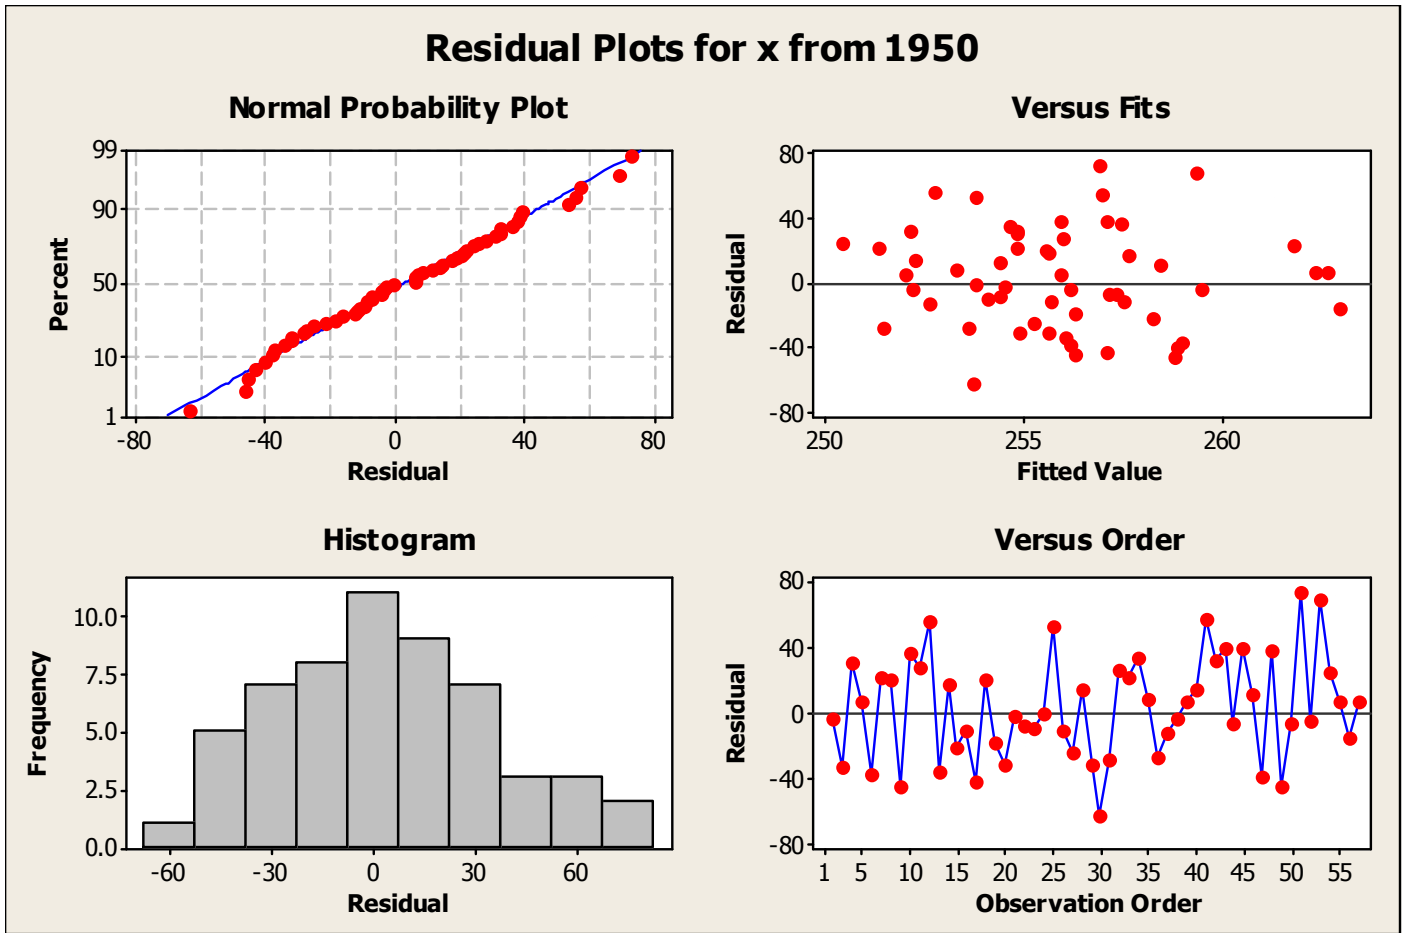 Residual Plots for x from 1950
Normal Probability Plot
99
90
50
10
1
Percent
-80 -40 0 40 80
Residual
Versus Fits
80
40
0
-40
-80
Residual
250 255 260
Fitted Value
Histogram
10.0
7.5
5.0
2.5
0.0
Frequency
-60 -30 0 30 60
Residual
Versus Order
80
40
0
-40
-80
Residual
1 5 10 15 20 25 30 35 40 45 50 55
Observation Order